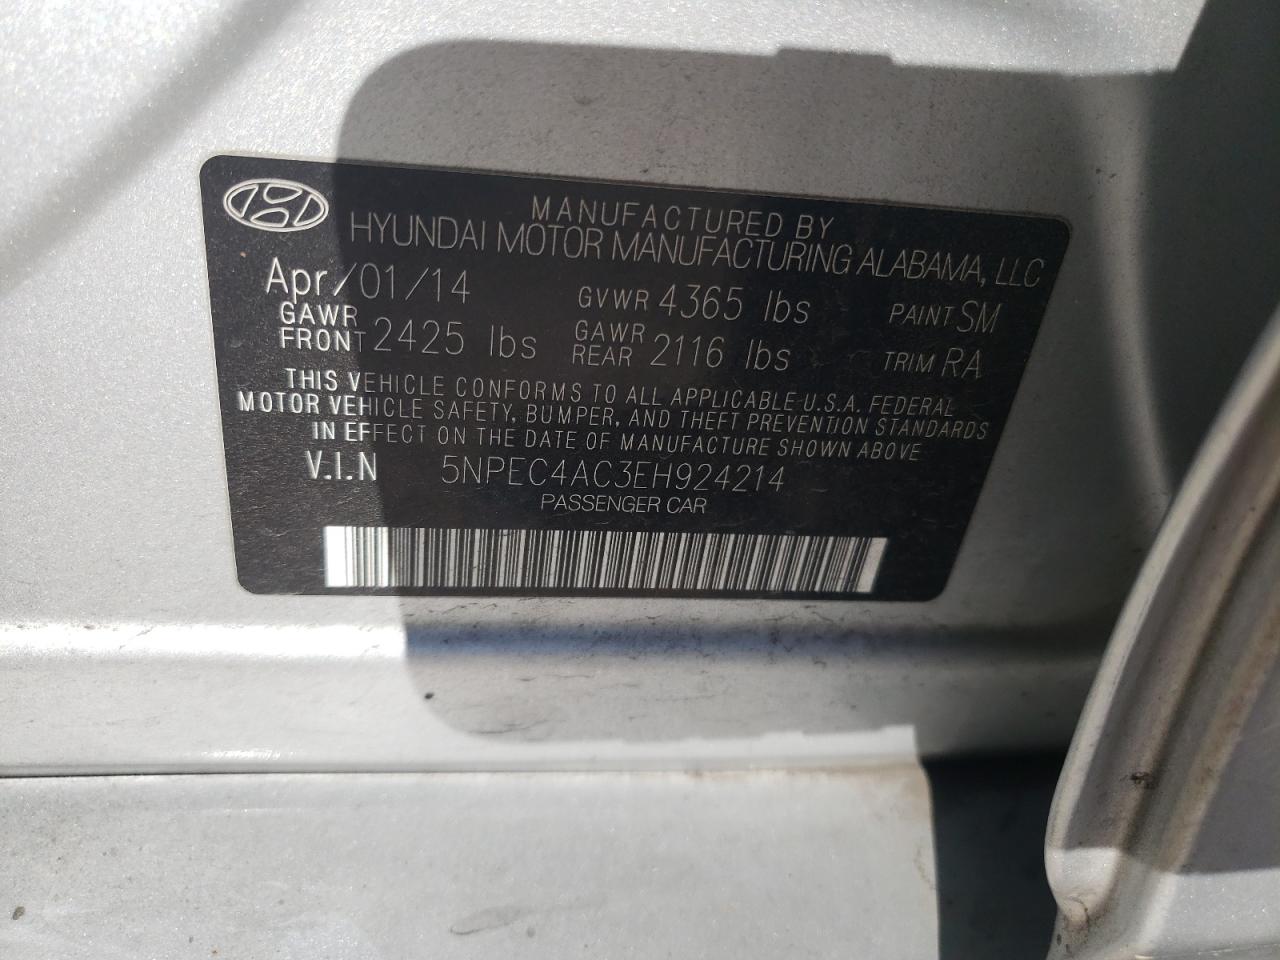 MANUFACTURED BY
HYUNDAI MOTOR MANUFACTURING ALABAMA, LLC
Apr/01/14 GVWR 4365 lbs PAINT SM
GAWR FRONT 2425 lbs GAWR REAR 2116 lbs TRIM RA
THIS VEHICLE CONFORMS TO ALL APPLICABLE U.S.A. FEDERAL
MOTOR VEHICLE SAFETY, BUMPER, AND THEFT PREVENTION STANDARDS
IN EFFECT ON THE DATE OF MANUFACTURE SHOWN ABOVE
V.I.N 5NPEC4AC3EH924214
PASSENGER CAR